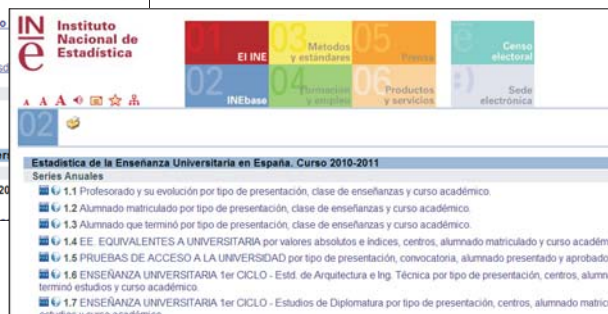 IN
e
Instituto
Nacional de
Estadística
01
EI INE
03
Metodos
y estándares
05
Prensa
Censo
electoral
02
INEbase
04
Formación
y empleo
06
Productos
y servicios
:)
Sede
electrónica
A A A
02
Estadística de la Enseñanza Universitaria en España. Curso 2010-2011
Series Anuales
1.1 Profesorado y su evolución por tipo de presentación, clase de enseñanzas y curso académico.
1.2 Alumnado matriculado por tipo de presentación, clase de enseñanzas y curso académico.
1.3 Alumnado que terminó por tipo de presentación, clase de enseñanzas y curso académico.
1.4 EE. EQUIVALENTES A UNIVERSITARIA por valores absolutos e índices, centros, alumnado matriculado y curso académ
1.5 PRUEBAS DE ACCESO A LA UNIVERSIDAD por tipo de presentación, convocatoria, alumnado presentado y aprobado
1.6 ENSEÑANZA UNIVERSITARIA 1er CICLO - Estd. de Arquitectura e Ing. Técnica por tipo de presentación, centros, alumn
terminó estudios y curso académico.
1.7 ENSEÑANZA UNIVERSITARIA 1er CICLO - Estudios de Diplomatura por tipo de presentación, centros, alumnado matric
estudios y curso académico